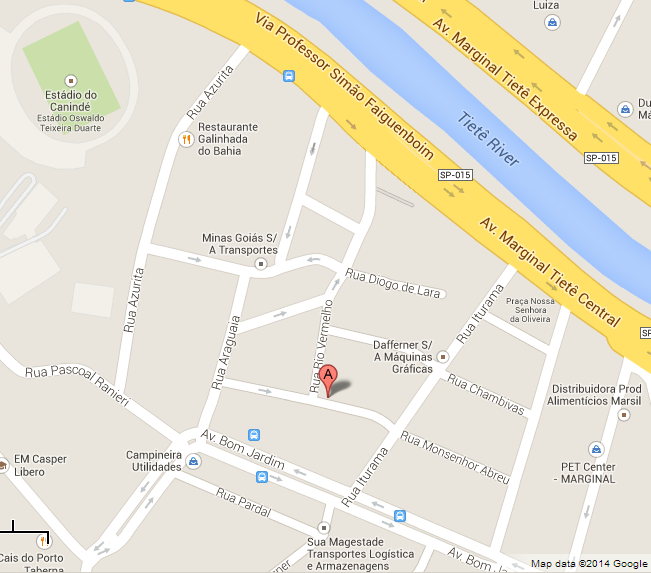 Luiza
Via Professor Simão Faiguenboim
Av. Marginal Tietê Expressa
Estádio do
Canindé
Estádio Oswaldo
Teixeira Duarte
Rua Azurita
Restaurante
Galinhada
do Bahia
Tietê River
SP-015
SP-015
Av. Marginal Tietê Central
Minas Goiás S/
A Transportes
Rua Diogo de Lara
Rua Azurita
Rua Araguaia
Rua Rio Vermelho
Rua Iturama
Praça Nossa
Senhora
da Oliveira
Dafferner S/
A Máquinas
Gráficas
Rua Pascoal Ranieri
A
Rua Chambivas
Distribuidora Prod
Alimentícios Marsil
Av. Bom Jardim
Rua Monsenhor Abreu
EM Casper
Libero
Campineira
Utilidades
PET Center
- MARGINAL
Rua Iturama
Rua Pardal
Sua Magestade
Transportes Logística
e Armazenagens
Cais do Porto
Taberna
Av. Bom
Map data ©2014 Google